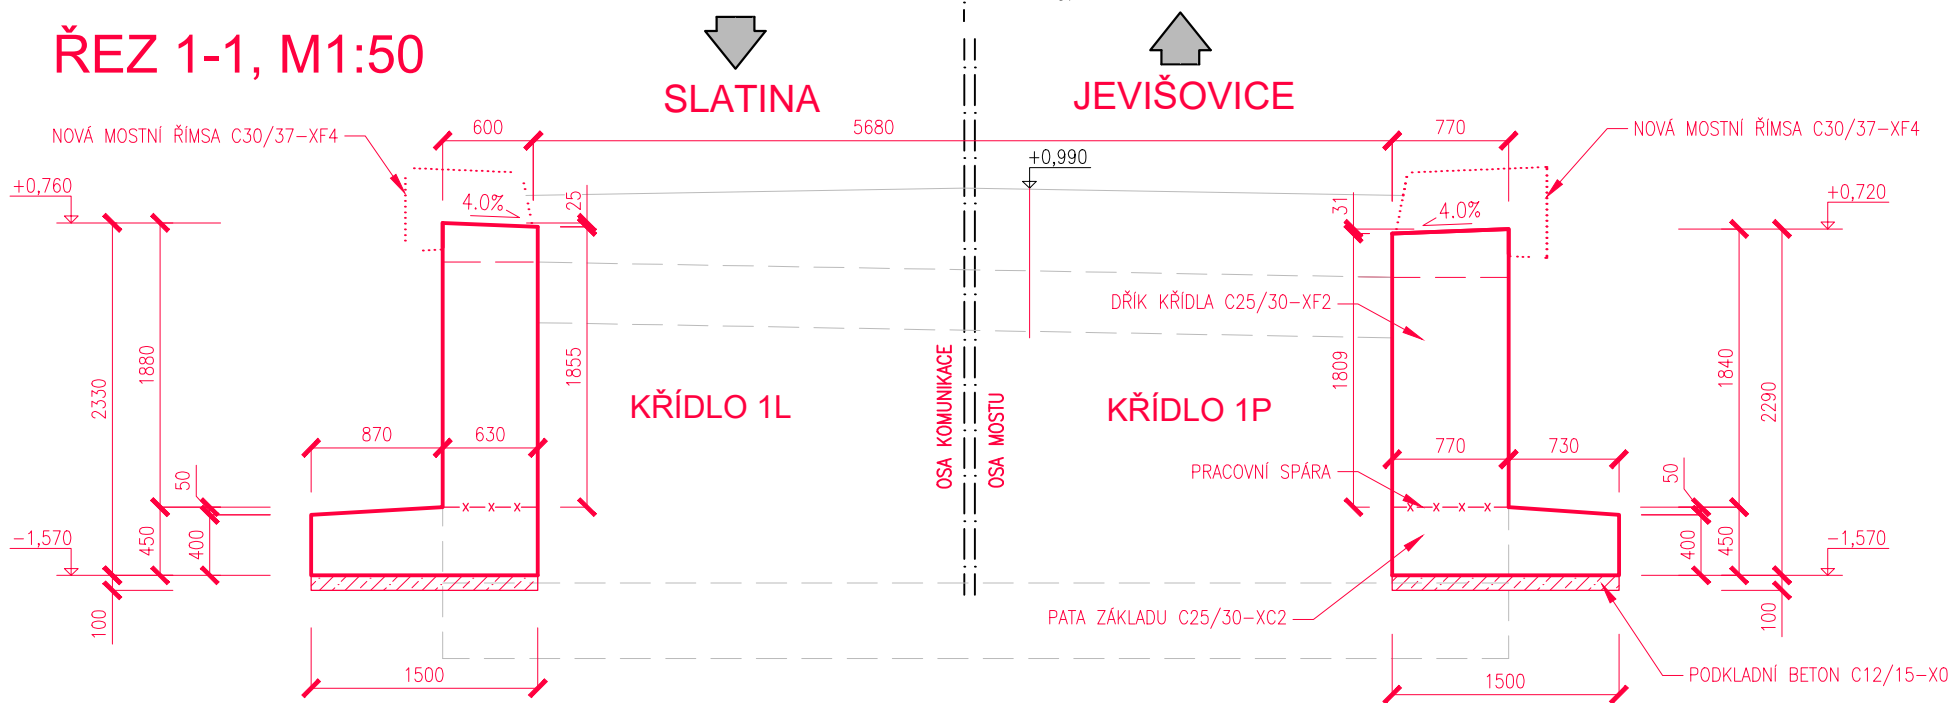 ŘEZ 1-1, M1:50
SLATINA
JEVIŠOVICE
NOVÁ MOSTNÍ ŘÍMSA C30/37-XF4
600
5680
770
NOVÁ MOSTNÍ ŘÍMSA C30/37-XF4
+0,990
+0,760
4.0%
25
31
4.0%
+0,720
DŘÍK KŘÍDLA C25/30-XF2
2330
1880
1855
1809
1840
2290
KŘÍDLO 1L
OSA KOMUNIKACE
OSA MOSTU
KŘÍDLO 1P
870
630
770
730
PRACOVNÍ SPÁRA
50
50
x x x
x x x x
-1,570
450
400
400
450
-1,570
100
PATA ZÁKLADU C25/30-XC2
100
1500
1500
PODKLADNÍ BETON C12/15-X0